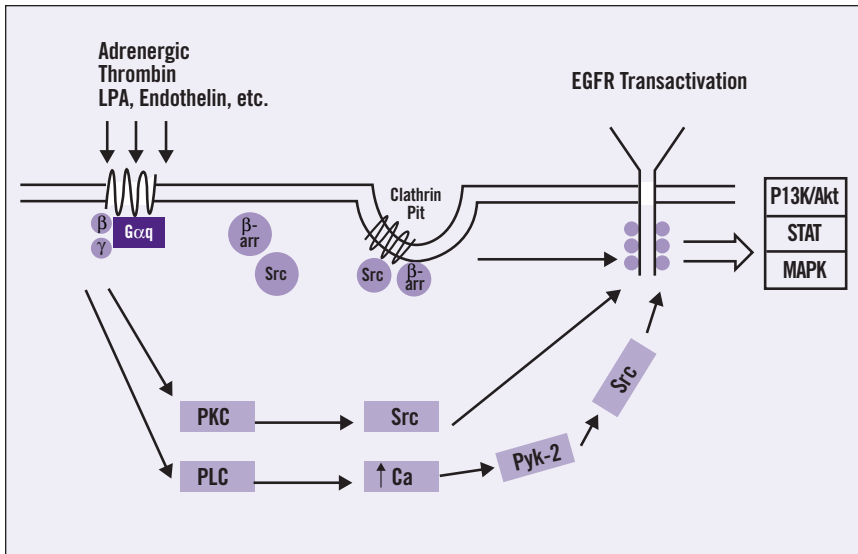 Adrenergic
Thrombin
LPA, Endothelin, etc.
EGFR Transactivation
Clathrin
Pit
P13K/Akt
STAT
MAPK
β
γ
Gαq
β-
arr
Src
Src
β-
arr
Src
PKC
Src
Pyk-2
PLC
↑ Ca